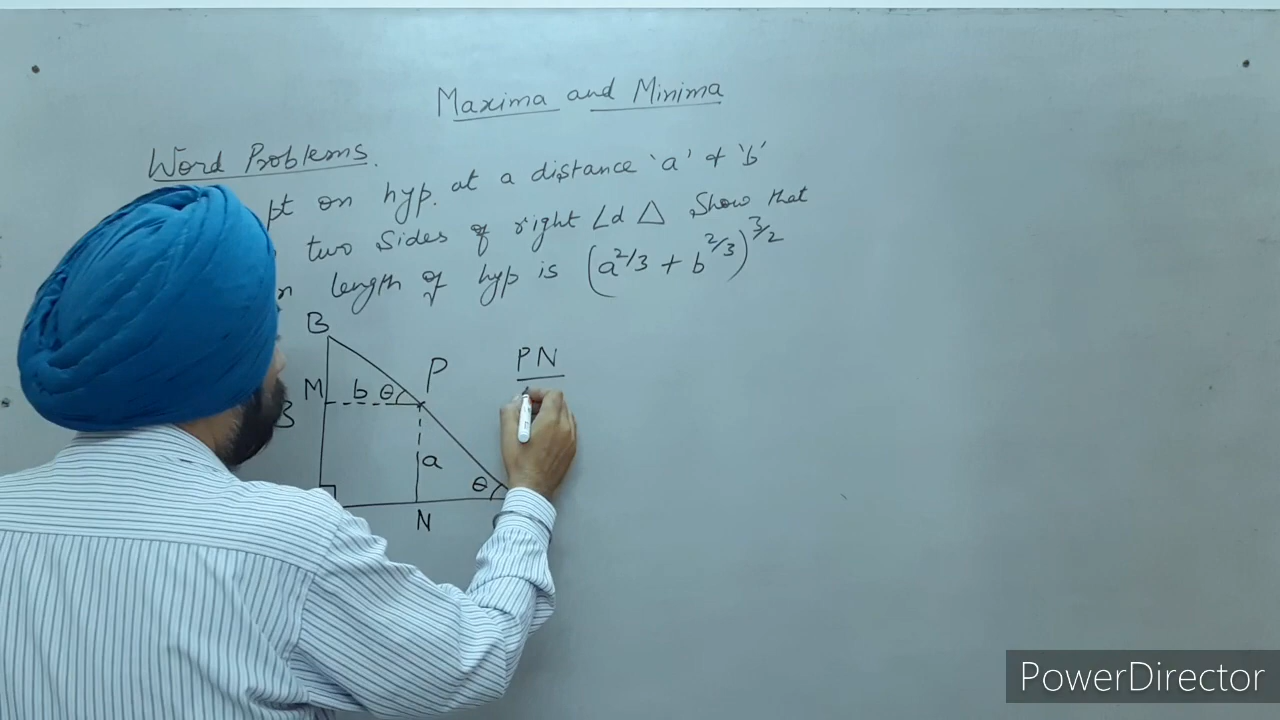 Maxima and Minima
Word Problems.
pt on hyp. at a distance 'a' & 'b'
two sides of right ∠d △ Show that
n length of hyp is (a^2/3 + b^2/3)^3/2
B
P
PN
M
b
θ
a
θ
N
PowerDirector